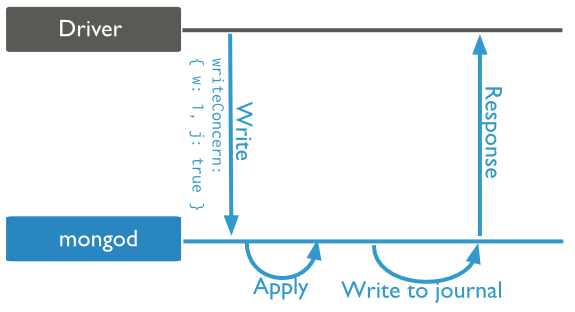 Driver
Write
writeConcern:
{ w: 1, j: true }
Response
mongod
Apply
Write to journal